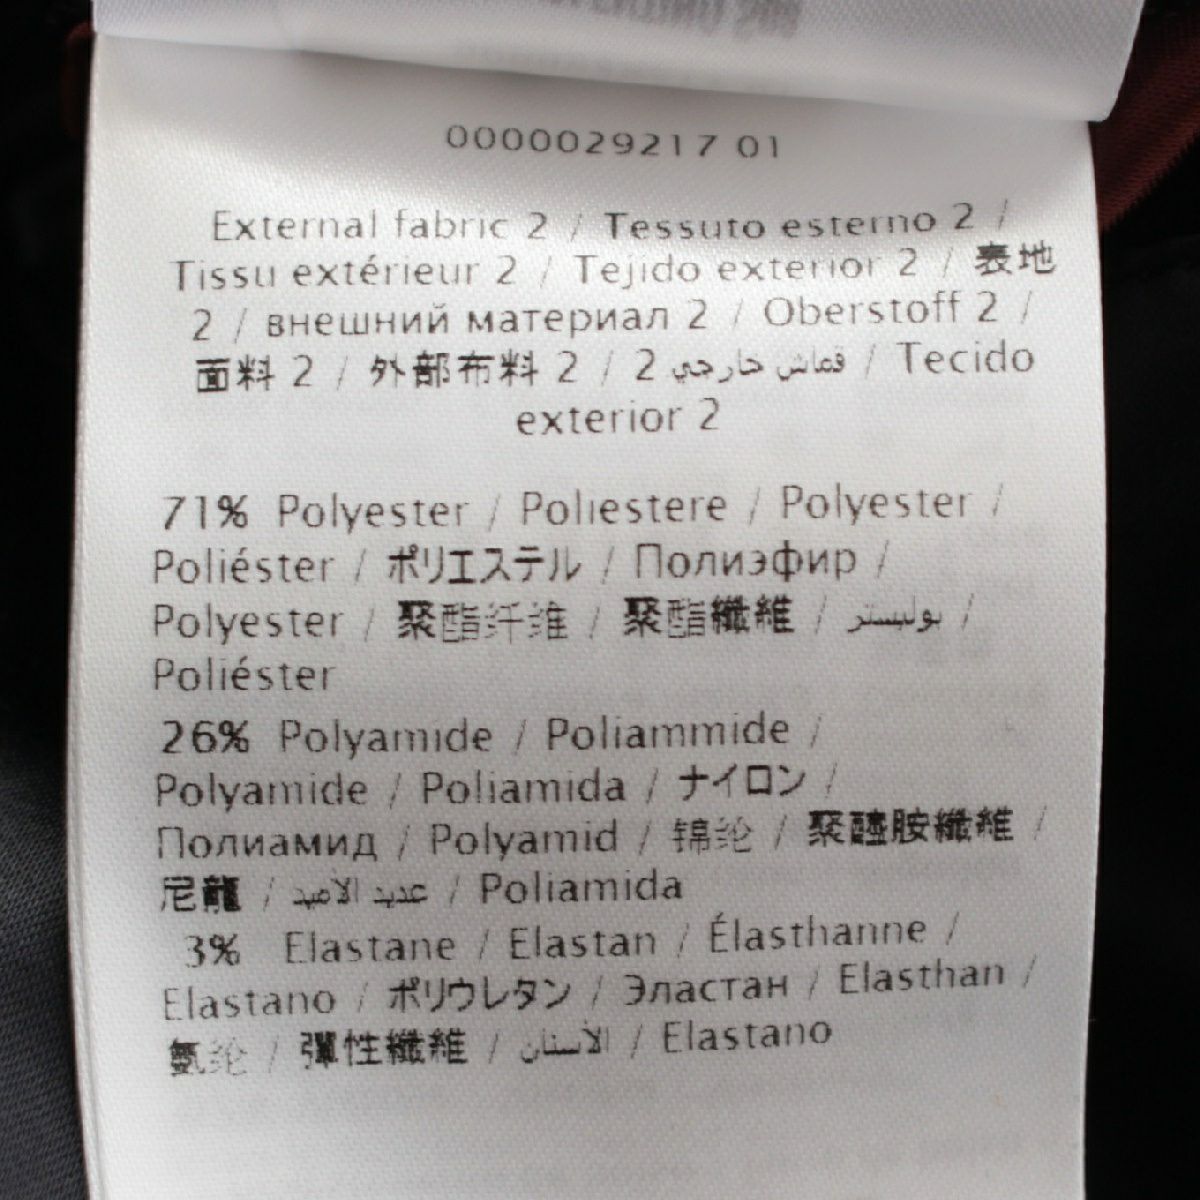 0000029217 01
External fabric 2 / Tessuto esterno 2 /
Tissu extérieur 2 / Tejido exterior 2 / 表地
2 / внешний материал 2 / Oberstoff 2 /
面料 2 / 外部布料 2 / 2 قماش خارجي / Tecido
exterior 2
71% Polyester / Poliestere / Polyester /
Poliéster / ポリエステル / Полиэфир /
Polyester / 聚酯纤维 / 聚酯纖維 / بوليستر /
Poliéster
26% Polyamide / Poliammide /
Polyamide / Poliamida / ナイロン /
Полиамид / Polyamid / 锦纶 / 聚醯胺纖維 /
尼龍 / عديد الاميد / Poliamida
3% Elastane / Elastan / Élasthanne /
Elastano / ポリウレタン / Эластан / Elasthan /
氨纶 / 彈性纖維 / الأستان / Elastano